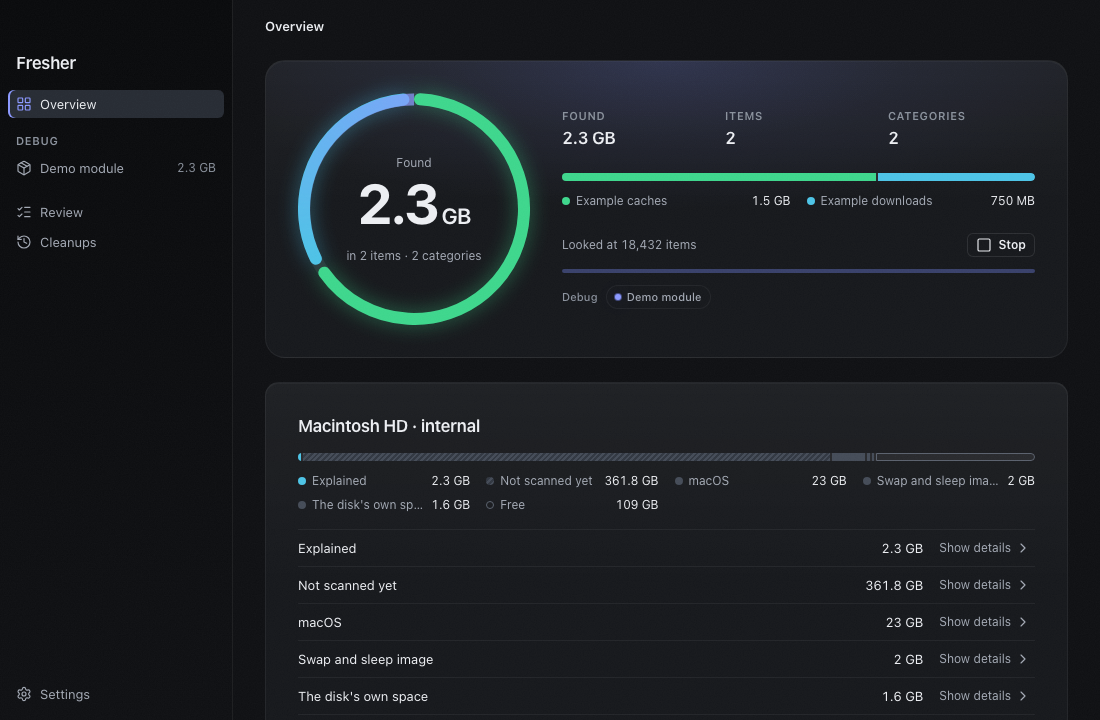 Overview
Fresher
Overview
DEBUG
Demo module 2.3 GB
Review
Cleanups
Settings
Found
2.3 GB
in 2 items · 2 categories
FOUND ITEMS CATEGORIES
2.3 GB 2 2
Example caches 1.5 GB Example downloads 750 MB
Looked at 18,432 items Stop
Debug Demo module
Macintosh HD · internal
Explained 2.3 GB Not scanned yet 361.8 GB macOS 23 GB Swap and sleep ima... 2 GB
The disk's own sp... 1.6 GB Free 109 GB
Explained 2.3 GB Show details
Not scanned yet 361.8 GB Show details
macOS 23 GB Show details
Swap and sleep image 2 GB Show details
The disk's own space 1.6 GB Show details